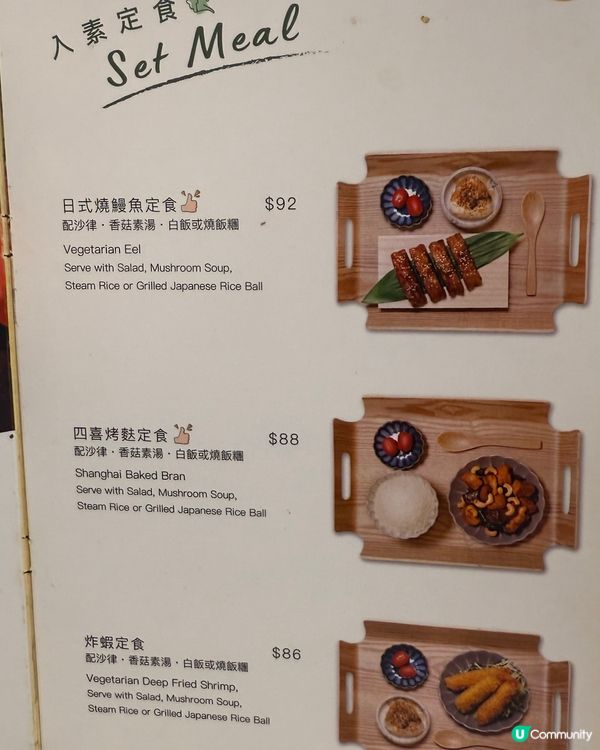 入素定食
Set Meal
日式燒鰻魚定食 $92
配沙律・香菇素湯・白飯或燒飯糰
Vegetarian Eel
Serve with Salad, Mushroom Soup,
Steam Rice or Grilled Japanese Rice Ball
四喜烤麩定食 $88
配沙律・香菇素湯・白飯或燒飯糰
Shanghai Baked Bran
Serve with Salad, Mushroom Soup,
Steam Rice or Grilled Japanese Rice Ball
炸蝦定食 $86
配沙律・香菇素湯・白飯或燒飯糰
Vegetarian Deep Fried Shrimp,
Serve with Salad, Mushroom Soup,
Steam Rice or Grilled Japanese Rice Ball
U Community